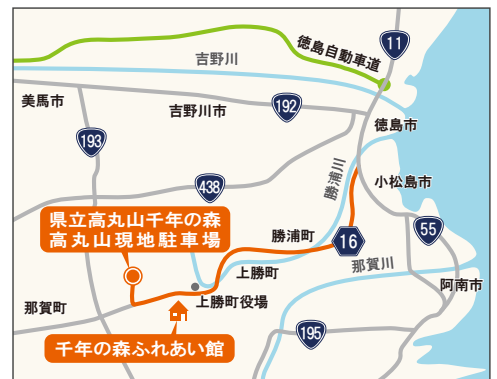 徳島自動車道
11
吉野川
美馬市
吉野川市
192
徳島市
193
勝浦川
438
小松島市
県立高丸山千年の森
高丸山現地駐車場
勝浦町
16
55
那賀川
上勝町
阿南市
那賀町
上勝町役場
195
千年の森ふれあい館